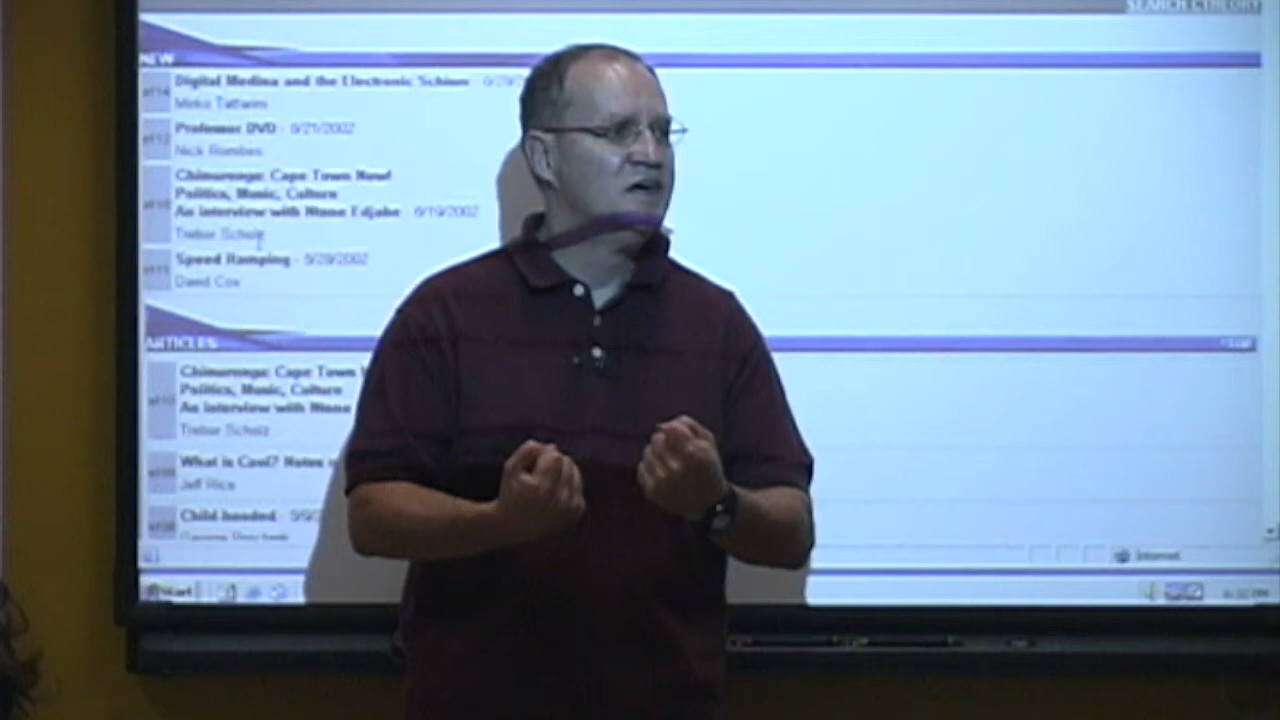 SEARCH CTHEORY
NEW
Digital Medina and the Electronic Schism
Professor DVD - 6/21/2002
Nick Rombes
Chimurenga: Cape Town Now!
Politics, Music, Culture
An interview with Ntone Edjabe - 6/19/2002
Trebor Scholz
Speed Ramping - 5/29/2002
David Cox
ARTICLES
Chimurenga: Cape Town
Politics, Music, Culture
An interview with Ntone
Trebor Scholz
What is Cool? Notes
Jeff Rice
Child-headed
Start
Internet